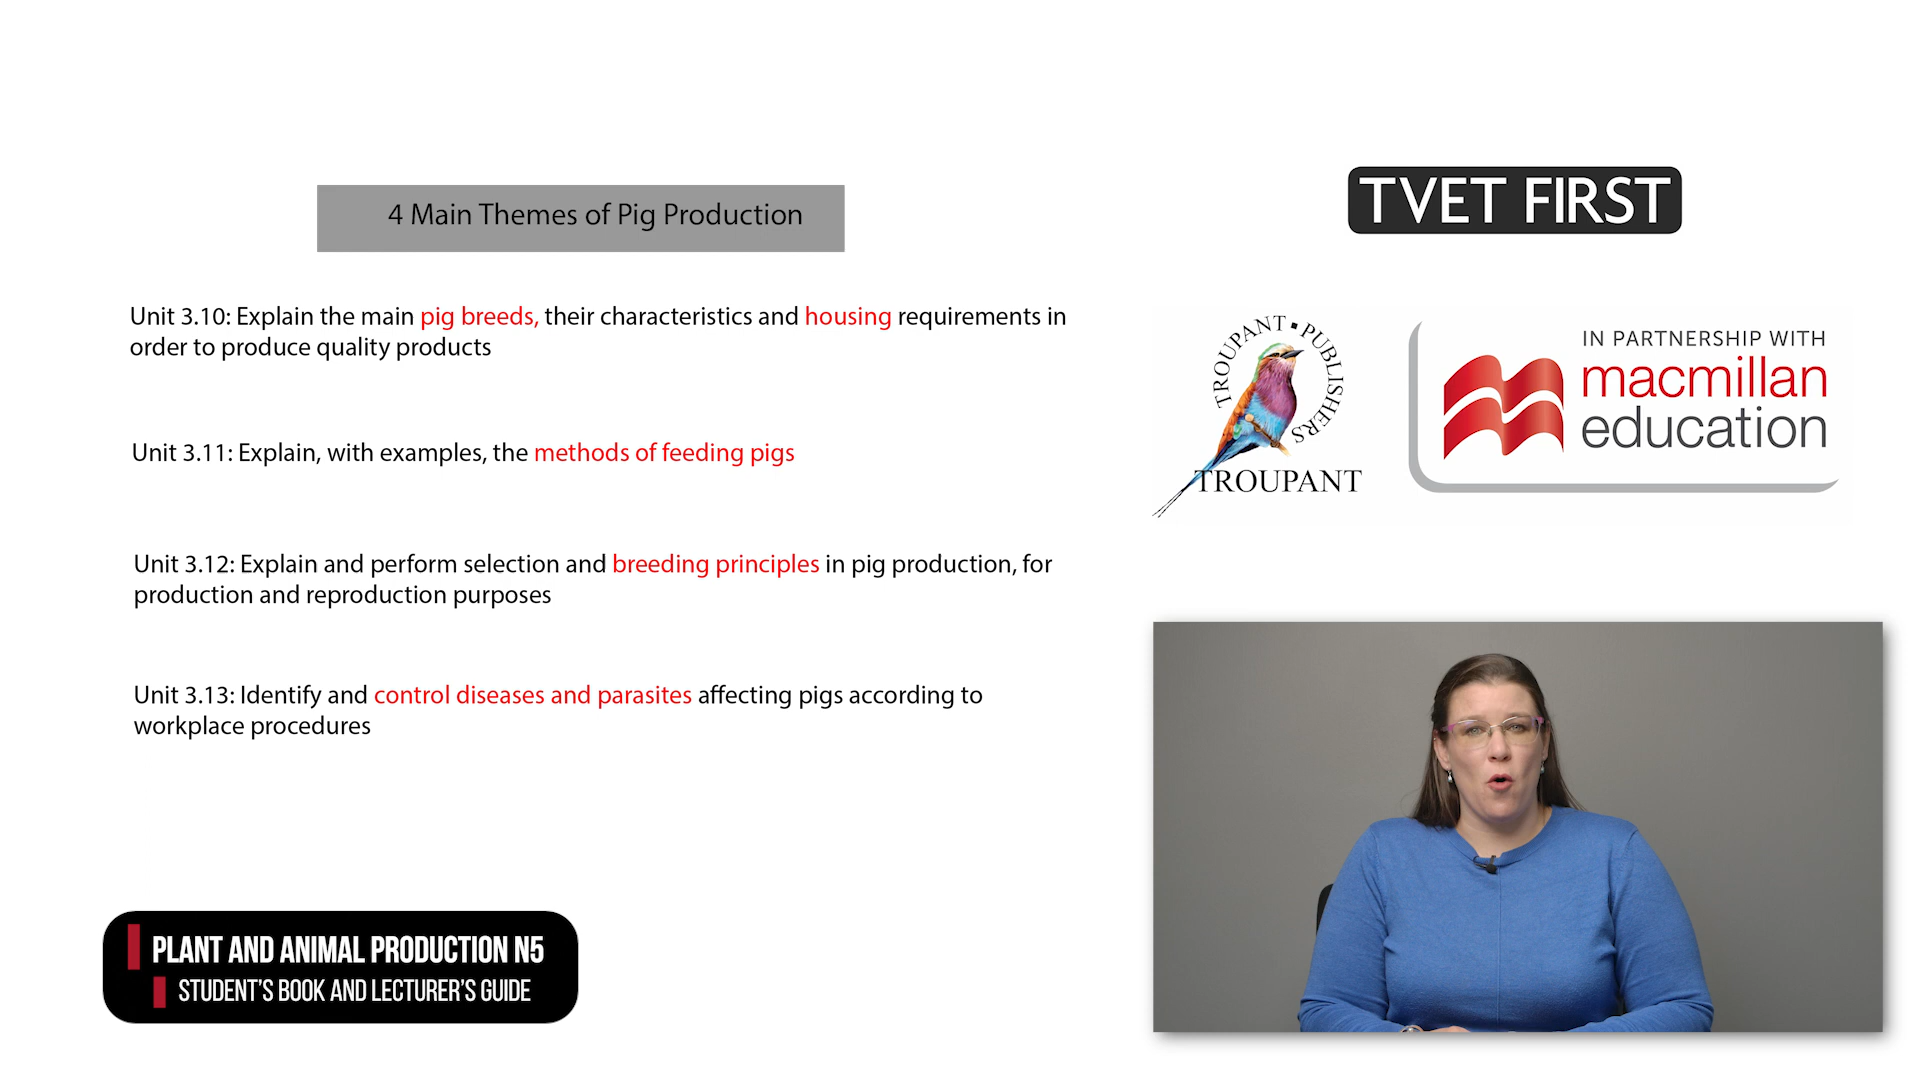 4 Main Themes of Pig Production
Unit 3.10: Explain the main pig breeds, their characteristics and housing requirements in
order to produce quality products
Unit 3.11: Explain, with examples, the methods of feeding pigs
Unit 3.12: Explain and perform selection and breeding principles in pig production, for
production and reproduction purposes
Unit 3.13: Identify and control diseases and parasites affecting pigs according to
workplace procedures
PLANT AND ANIMAL PRODUCTION N5
STUDENT'S BOOK AND LECTURER'S GUIDE
TVET FIRST
TROUPANT ▪ PUBLISHERS
TROUPANT
IN PARTNERSHIP WITH
macmillan
education